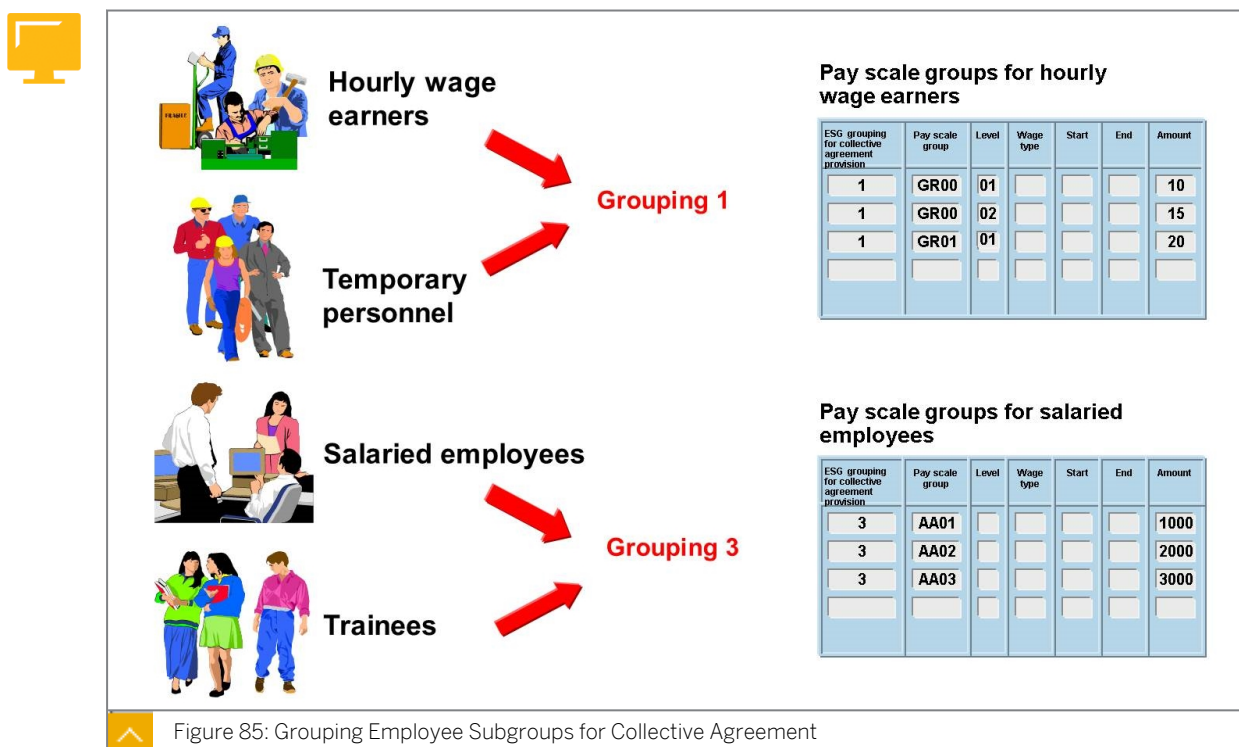 Hourly wage
earners
Grouping 1
Temporary
personnel
Salaried employees
Grouping 3
Trainees
Pay scale groups for hourly
wage earners
ESG grouping for collective agreement provision Pay scale group Level Wage type Start End Amount
1 GR00 01 10
1 GR00 02 15
1 GR01 01 20
Pay scale groups for salaried
employees
ESG grouping for collective agreement provision Pay scale group Level Wage type Start End Amount
3 AA01 1000
3 AA02 2000
3 AA03 3000
Figure 85: Grouping Employee Subgroups for Collective Agreement